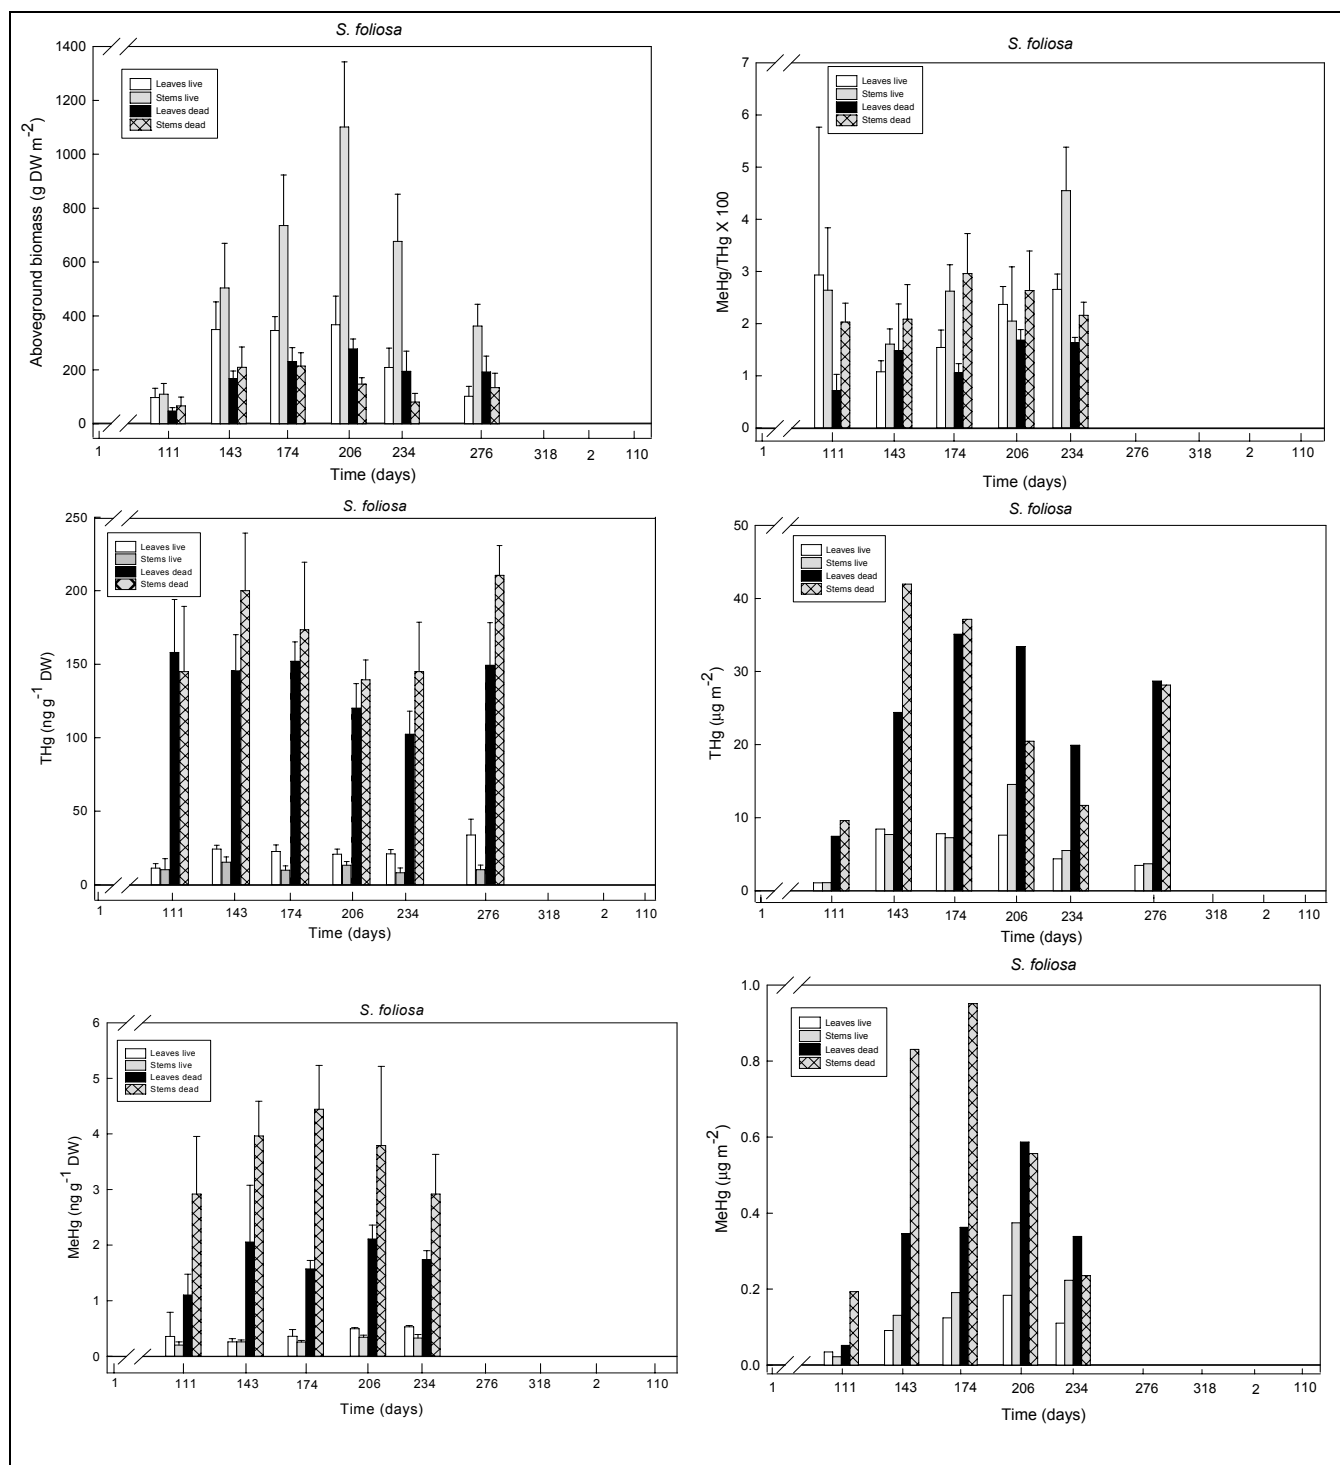 S. foliosa
1400
1200
1000
800
600
400
200
0
Aboveground biomass (g DW m-2)
Leaves live
Stems live
Leaves dead
Stems dead
1 111 143 174 206 234 276 318 2 110
Time (days)
S. foliosa
7
6
5
4
3
2
1
0
MeHg/THg X 100
Leaves live
Stems live
Leaves dead
Stems dead
1 111 143 174 206 234 276 318 2 110
Time (days)
S. foliosa
250
200
150
100
50
0
THg (ng g-1 DW)
Leaves live
Stems live
Leaves dead
Stems dead
1 111 143 174 206 234 276 318 2 110
Time (days)
S. foliosa
50
40
30
20
10
0
THg (µg m-2)
Leaves live
Stems live
Leaves dead
Stems dead
1 111 143 174 206 234 276 318 2 110
Time (days)
S. foliosa
6
5
4
3
2
1
0
MeHg (ng g-1 DW)
Leaves live
Stems live
Leaves dead
Stems dead
1 111 143 174 206 234 276 318 2 110
Time (days)
S. foliosa
1.0
0.8
0.6
0.4
0.2
0.0
MeHg (µg m-2)
Leaves live
Stems live
Leaves dead
Stems dead
1 111 143 174 206 234 276 318 2 110
Time (days)